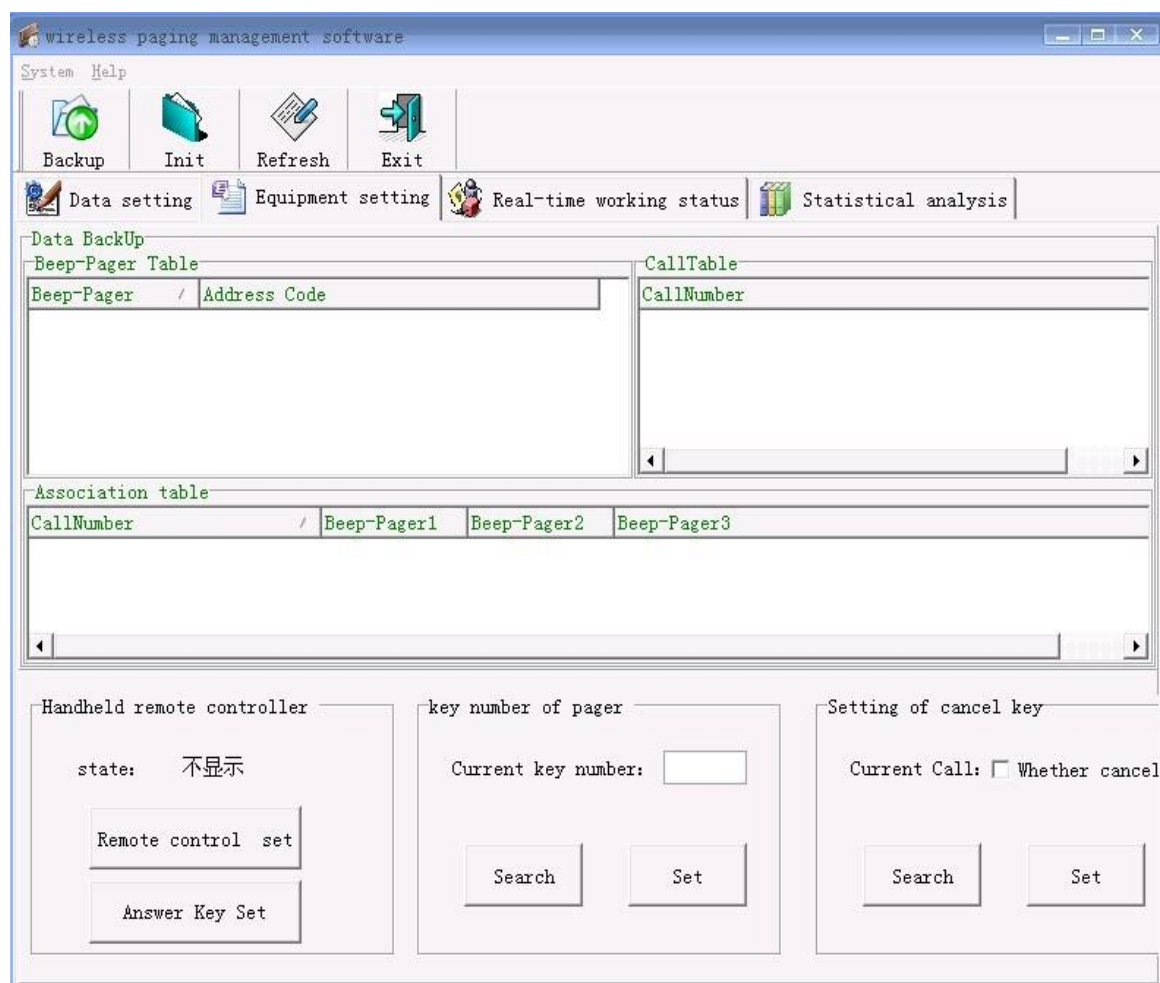 wireless paging management software
System Help
Backup Init Refresh Exit
Data setting Equipment setting Real-time working status Statistical analysis
Data BackUp
Beep-Pager Table CallTable
Beep-Pager / Address Code CallNumber
Association table
CallNumber / Beep-Pager1 Beep-Pager2 Beep-Pager3
Handheld remote controller key number of pager Setting of cancel key
state: 不显示 Current key number: Current Call: Whether cancel
Remote control set
Search Set Search Set
Answer Key Set